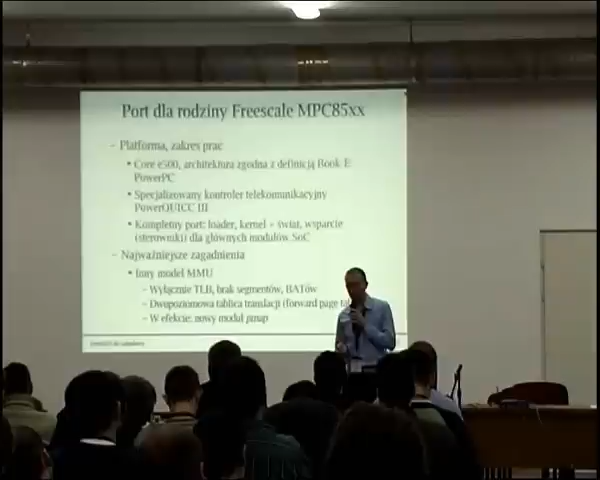 Port dla rodziny Freescale MPC85xx
– Platforma, zakres prac
• Core e500, architektura zgodna z definicją Book E
PowerPC
• Specjalizowany kontroler telekomunikacyjny
PowerQUICC III
• Kompletny port: loader, kernel + świat, wsparcie
(sterowniki) dla głównych modułów SoC
– Najważniejsze zagadnienia
• Inny model MMU
– Wyłącznie TLB, brak segmentów, BATów
– Dwupoziomowa tablica translacji (forward page
– W efekcie: nowy moduł pmap